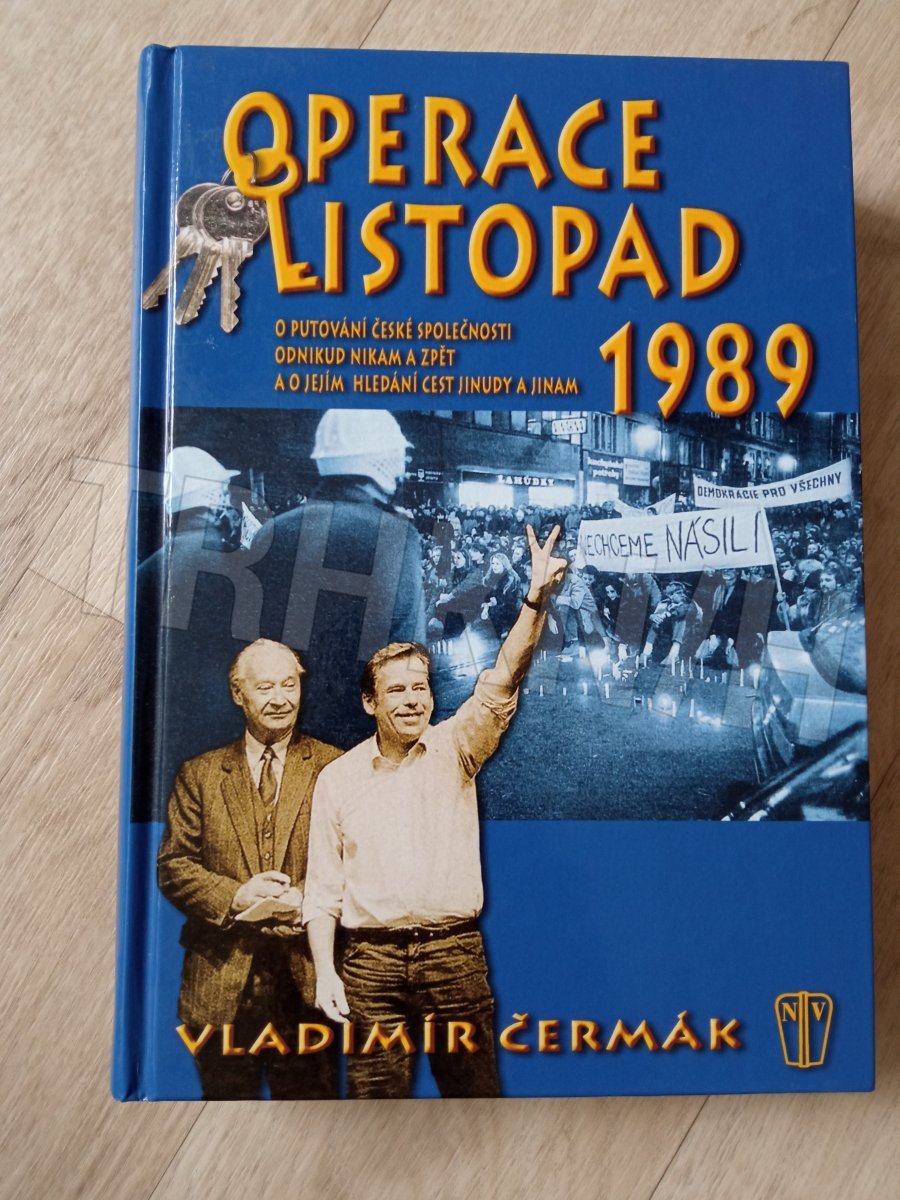 OPERACE
LISTOPAD
1989
O PUTOVÁNÍ ČESKÉ SPOLEČNOSTI
ODNIKUD NIKAM A ZPĚT
A O JEJÍM HLEDÁNÍ CEST JINUDY A JINAM
LAHŮDKY
DEMOKRACIE PRO VŠECHNY
NECHCEME NÁSILÍ
VLADIMÍR ČERMÁK
NV